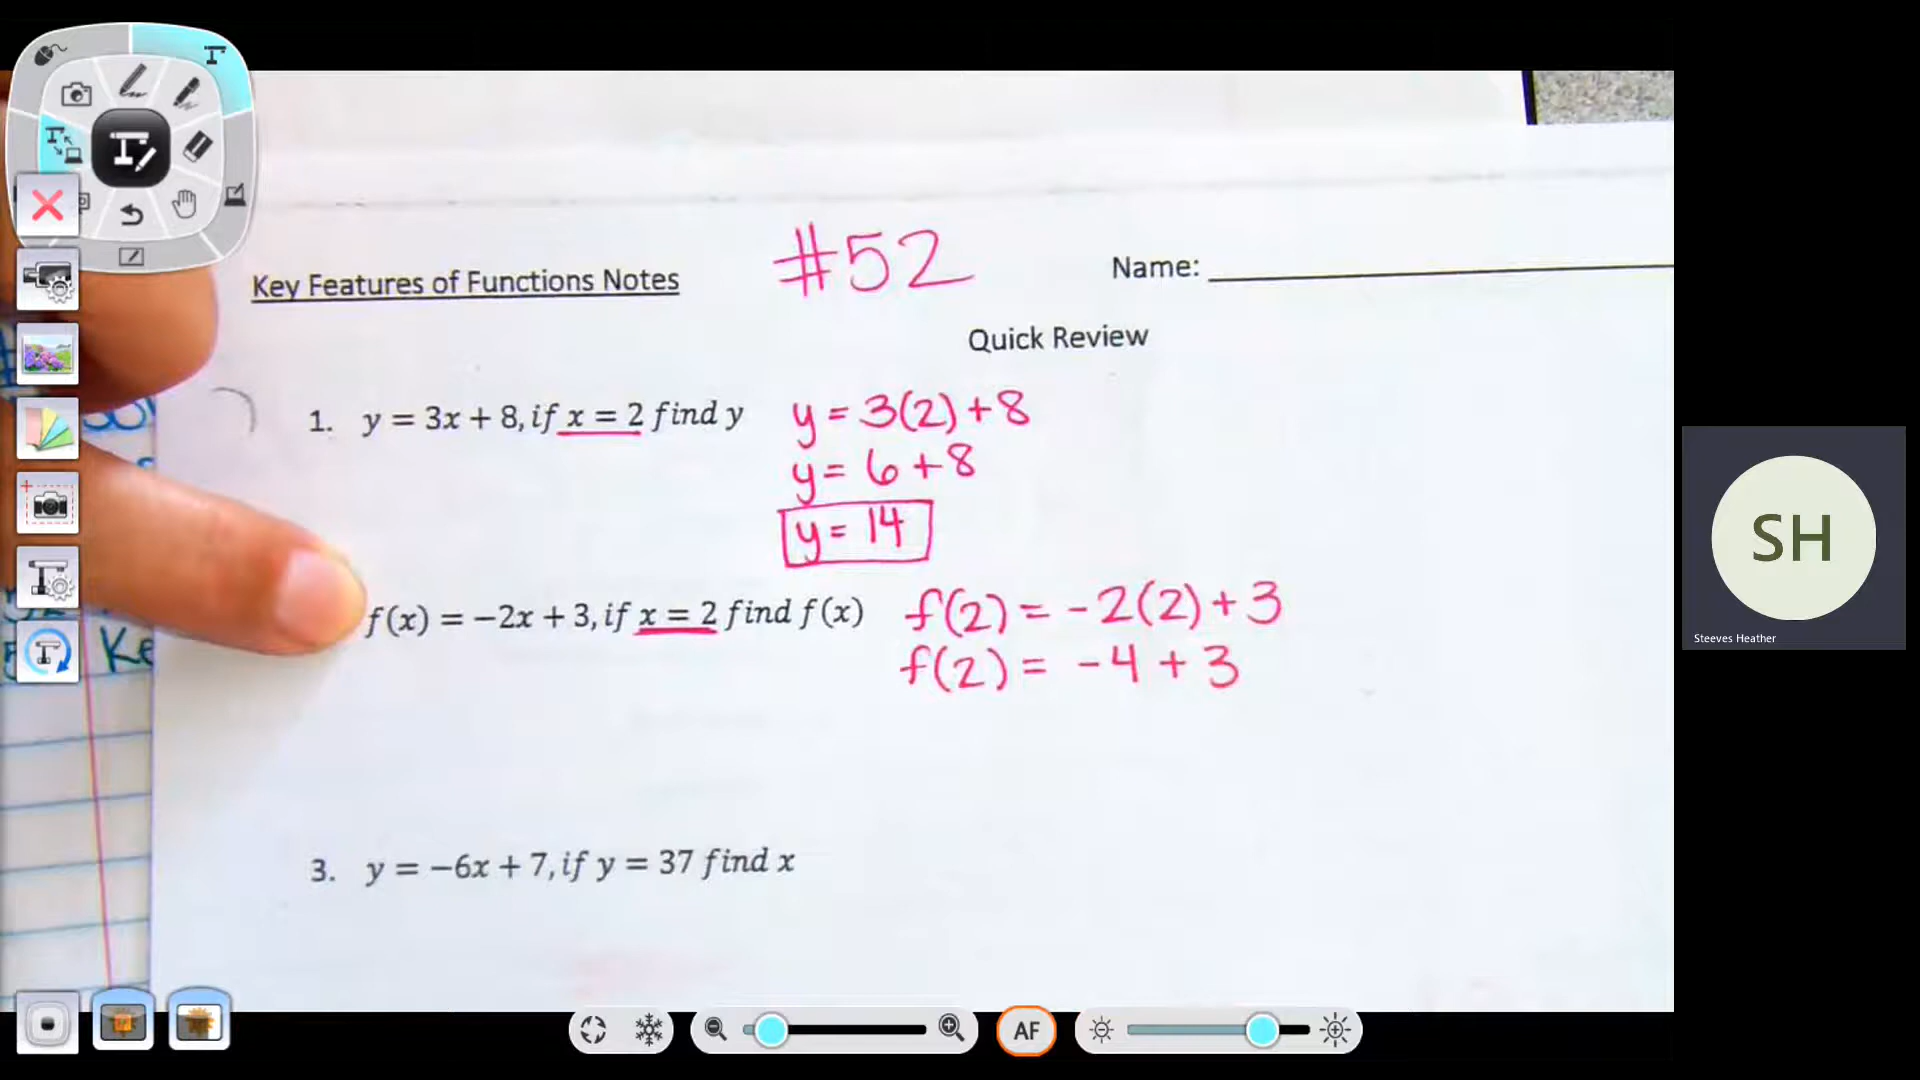 Key Features of Functions Notes #52 Name:
Quick Review
1. y = 3x + 8, if x = 2 find y
y = 3(2) + 8
y = 6 + 8
y = 14
f(x) = −2x + 3, if x = 2 find f(x)
f(2) = -2(2) + 3
f(2) = -4 + 3
Ke
3. y = −6x + 7, if y = 37 find x
SH
Steeves Heather
AF